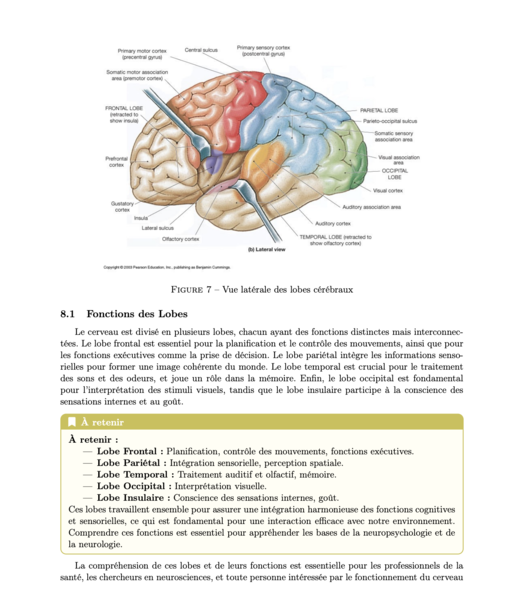 Primary motor cortex
(precentral gyrus)
Central sulcus
Primary sensory cortex
(postcentral gyrus)
Somatic motor association
area (premotor cortex)
FRONTAL LOBE
(retracted to
show insula)
PARIETAL LOBE
Parieto-occipital sulcus
Somatic sensory
association area
Prefrontal
cortex
Visual association
area
OCCIPITAL
LOBE
Visual cortex
Gustatory
cortex
Insula
Lateral sulcus
Olfactory cortex
Auditory association area
Auditory cortex
TEMPORAL LOBE (retracted to
show olfactory cortex)
(b) Lateral view
Copyright © 2009 Pearson Education, Inc., publishing as Benjamin Cummings.
FIGURE 7 – Vue latérale des lobes cérébraux
8.1 Fonctions des Lobes
Le cerveau est divisé en plusieurs lobes, chacun ayant des fonctions distinctes mais interconnec-
tées. Le lobe frontal est essentiel pour la planification et le contrôle des mouvements, ainsi que pour
les fonctions exécutives comme la prise de décision. Le lobe pariétal intègre les informations senso-
rielles pour former une image cohérente du monde. Le lobe temporal est crucial pour le traitement
des sons et des odeurs, et joue un rôle dans la mémoire. Enfin, le lobe occipital est fondamental
pour l'interprétation des stimuli visuels, tandis que le lobe insulaire participe à la conscience des
sensations internes et au goût.
À retenir
À retenir :
— Lobe Frontal : Planification, contrôle des mouvements, fonctions exécutives.
— Lobe Pariétal : Intégration sensorielle, perception spatiale.
— Lobe Temporal : Traitement auditif et olfactif, mémoire.
— Lobe Occipital : Interprétation visuelle.
— Lobe Insulaire : Conscience des sensations internes, goût.
Ces lobes travaillent ensemble pour assurer une intégration harmonieuse des fonctions cognitives
et sensorielles, ce qui est fondamental pour une interaction efficace avec notre environnement.
Comprendre ces fonctions est essentiel pour appréhender les bases de la neuropsychologie et de
la neurologie.
La compréhension de ces lobes et de leurs fonctions est essentielle pour les professionnels de la
santé, les chercheurs en neurosciences, et toute personne intéressée par le fonctionnement du cerveau